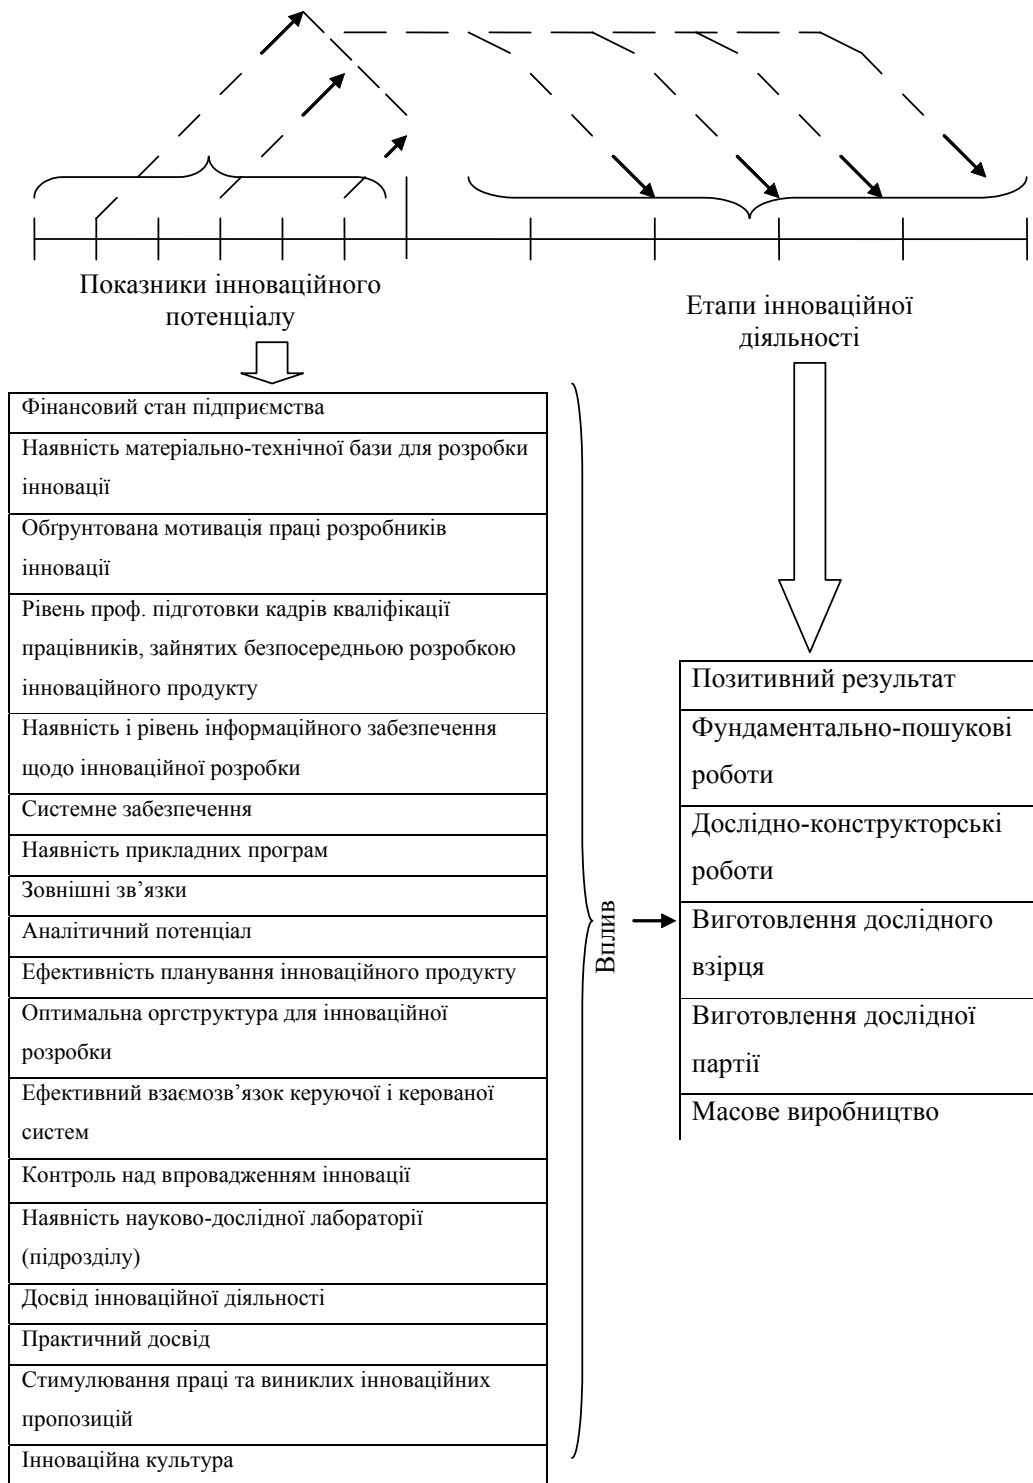 Показники інноваційного
потенціалу
Етапи інноваційної
діяльності
Фінансовий стан підприємства
Наявність матеріально-технічної бази для розробки
інновації
Обґрунтована мотивація праці розробників
інновації
Рівень проф. підготовки кадрів кваліфікації
працівників, зайнятих безпосередньою розробкою
інноваційного продукту
Наявність і рівень інформаційного забезпечення
щодо інноваційної розробки
Системне забезпечення
Наявність прикладних програм
Зовнішні зв’язки
Аналітичний потенціал
Ефективність планування інноваційного продукту
Оптимальна оргструктура для інноваційної
розробки
Ефективний взаємозв’язок керуючої і керованої
систем
Контроль над впровадженням інновації
Наявність науково-дослідної лабораторії
(підрозділу)
Досвід інноваційної діяльності
Практичний досвід
Стимулювання праці та виниклих інноваційних
пропозицій
Інноваційна культура
Вплив
Позитивний результат
Фундаментально-пошукові
роботи
Дослідно-конструкторські
роботи
Виготовлення дослідного
взірця
Виготовлення дослідної
партії
Масове виробництво